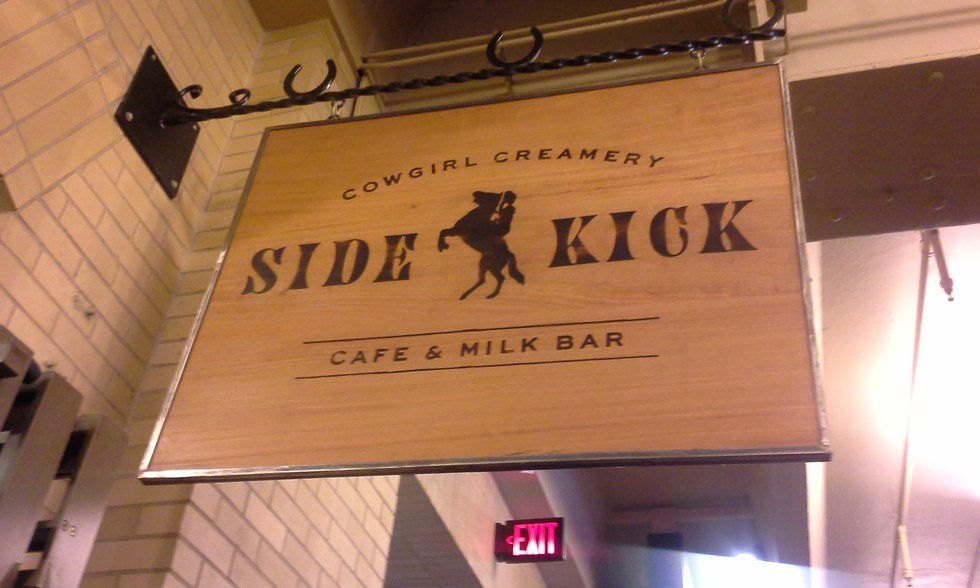 COWGIRL CREAMERY
SIDE KICK
CAFE & MILK BAR
EXIT